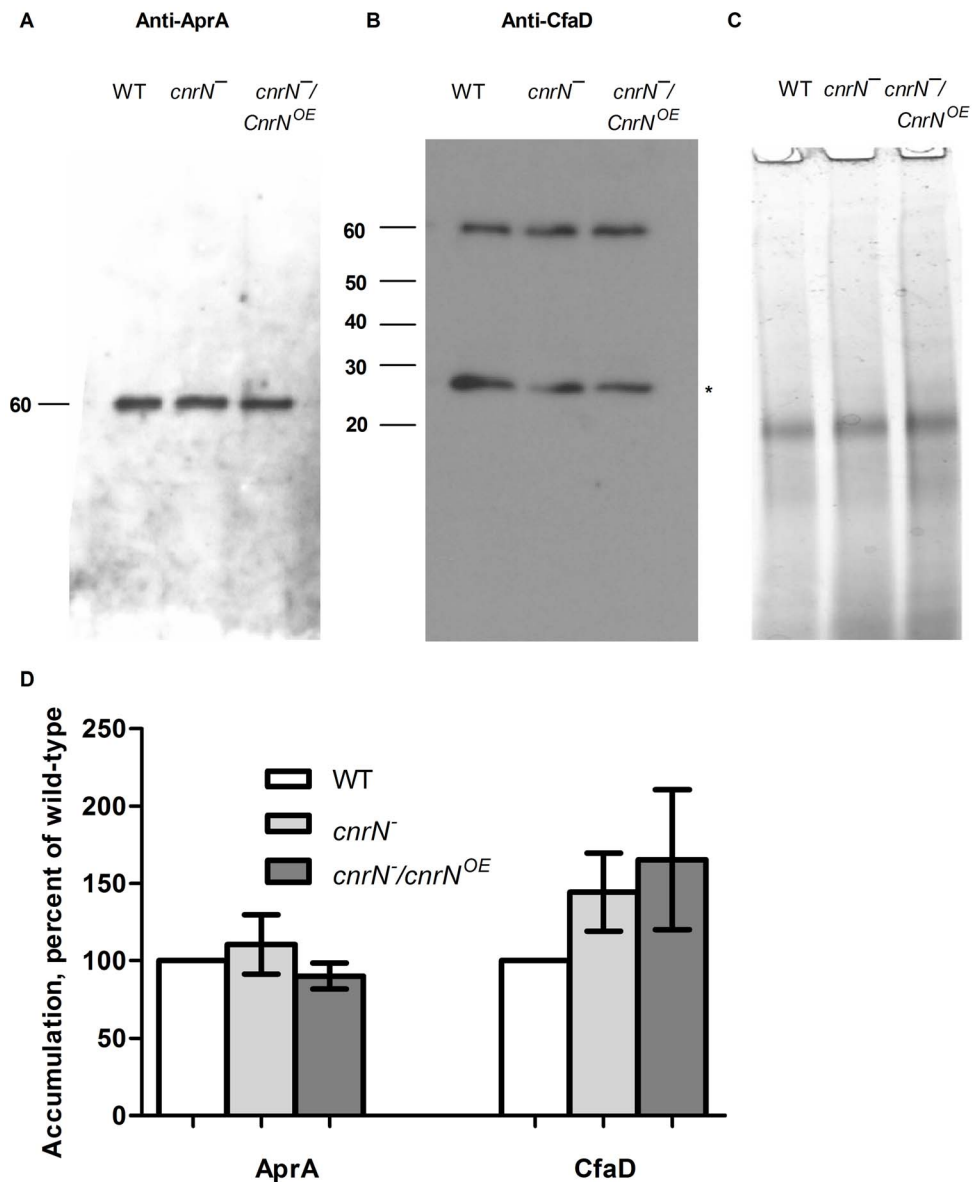 A Anti-AprA B Anti-CfaD C
WT cnrN⁻ cnrN⁻/
CnrN^OE
WT cnrN⁻ cnrN⁻/
CnrN^OE
WT cnrN⁻ cnrN⁻/
CnrN^OE
60
60
50
40
30
20
*
D
Accumulation, percent of wild-type
250
200
150
100
50
0
WT
cnrN⁻
cnrN⁻/cnrN^OE
AprA CfaD